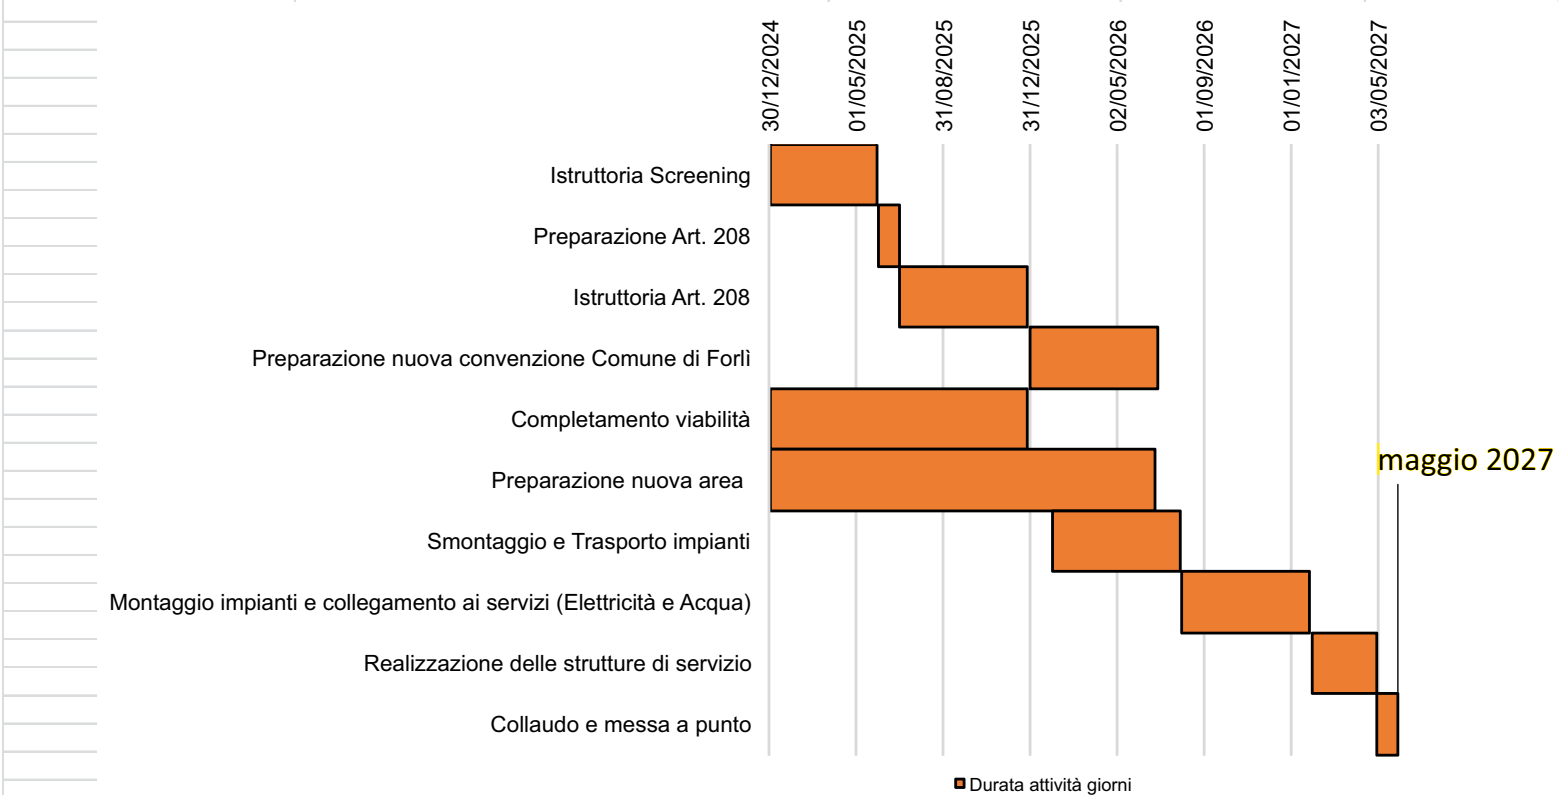 30/12/2024
01/05/2025
31/08/2025
31/12/2025
02/05/2026
01/09/2026
01/01/2027
03/05/2027
Istruttoria Screening
Preparazione Art. 208
Istruttoria Art. 208
Preparazione nuova convenzione Comune di Forlì
Completamento viabilità
maggio 2027
Preparazione nuova area
Smontaggio e Trasporto impianti
Montaggio impianti e collegamento ai servizi (Elettricità e Acqua)
Realizzazione delle strutture di servizio
Collaudo e messa a punto
Durata attività giorni